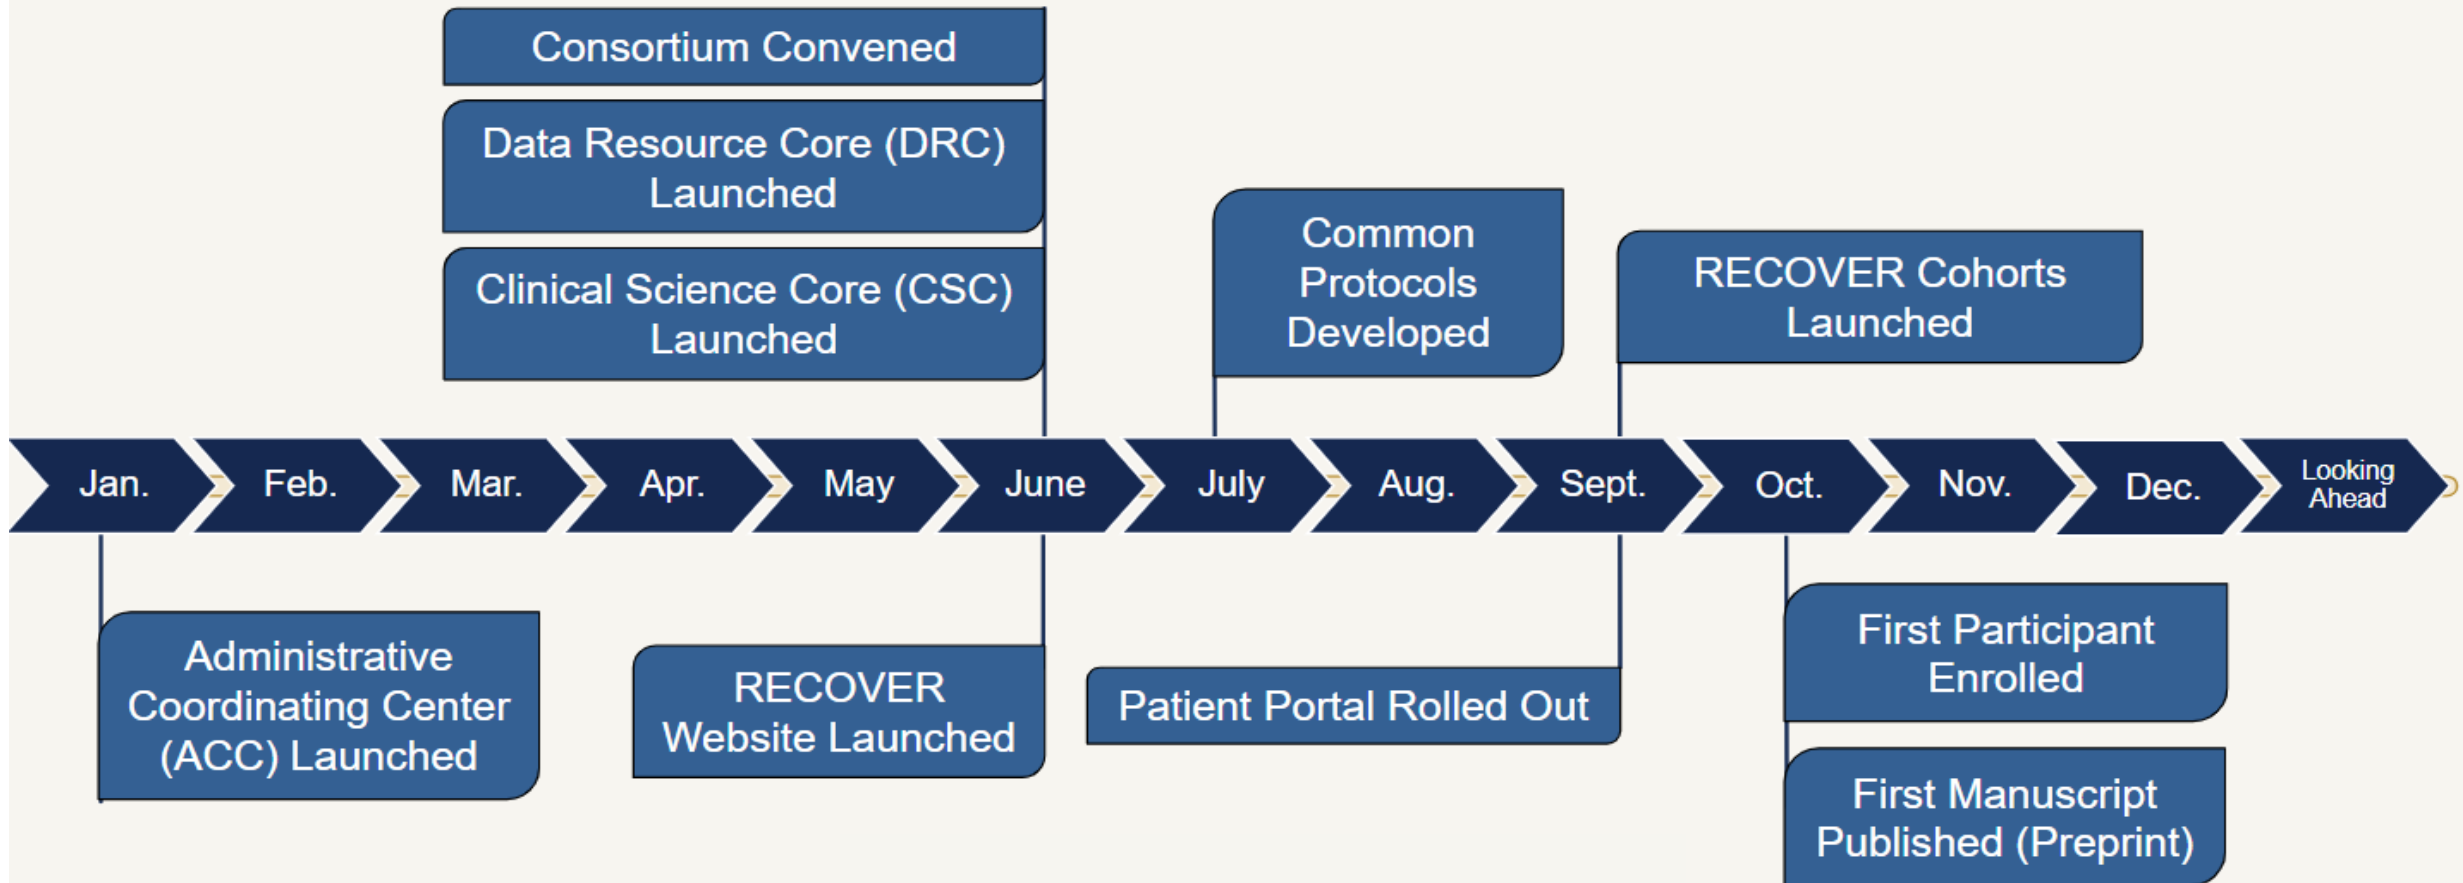 Consortium Convened
Data Resource Core (DRC)
Launched
Clinical Science Core (CSC)
Launched
Common
Protocols
Developed
RECOVER Cohorts
Launched
Jan.
Feb.
Mar.
Apr.
May
June
July
Aug.
Sept.
Oct.
Nov.
Dec.
Looking
Ahead
Administrative
Coordinating Center
(ACC) Launched
RECOVER
Website Launched
Patient Portal Rolled Out
First Participant
Enrolled
First Manuscript
Published (Preprint)